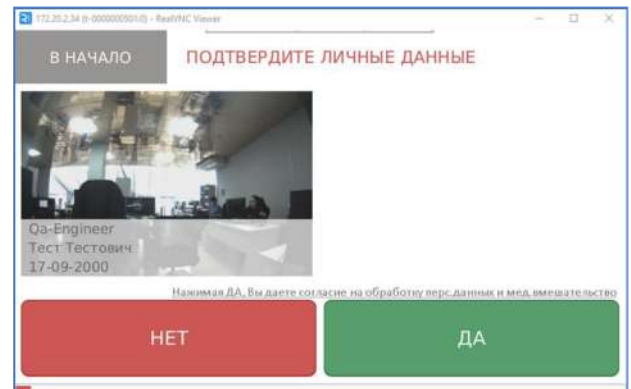 172.20.2.34 (t-0000000501.0) - RealVNC Viewer
В НАЧАЛО
ПОДТВЕРДИТЕ ЛИЧНЫЕ ДАННЫЕ
Qa-Engineer
Тест Тестович
17-09-2000
Нажимая ДА, Вы даете согласие на обработку перс.данных и мед.вмешательство
НЕТ
ДА